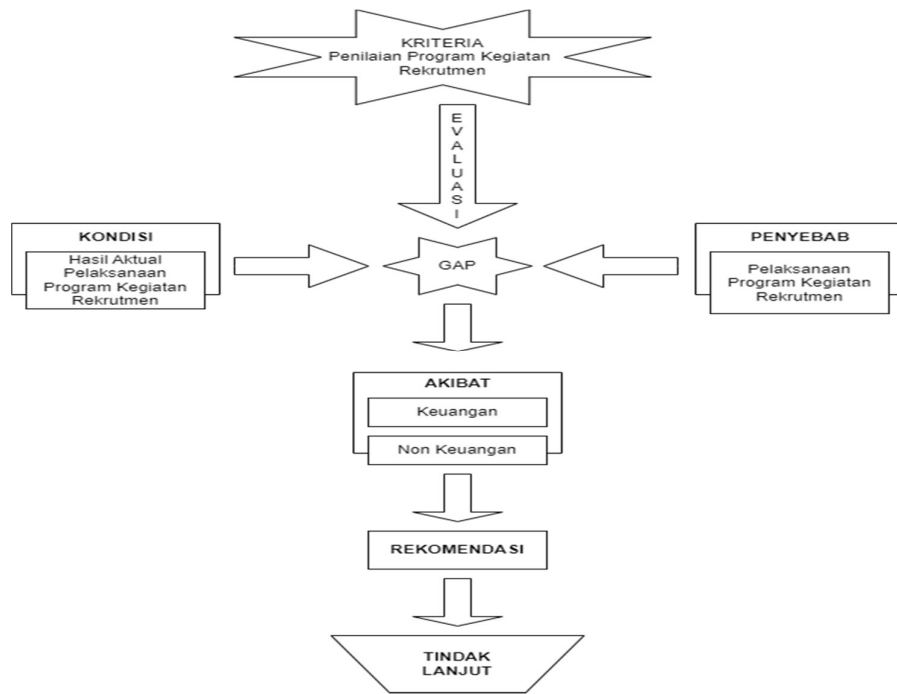 KRITERIA
Penilaian Program Kegiatan
Rekrutmen
EVALUASI
KONDISI
Hasil Aktual
Pelaksanaan
Program Kegiatan
Rekrutmen
GAP
PENYEBAB
Pelaksanaan
Program Kegiatan
Rekrutmen
AKIBAT
Keuangan
Non Keuangan
REKOMENDASI
TINDAK
LANJUT